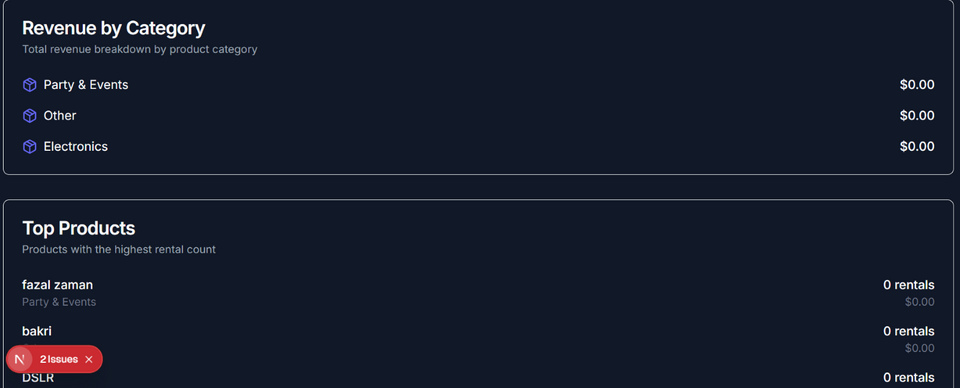 Revenue by Category
Total revenue breakdown by product category
Party & Events $0.00
Other $0.00
Electronics $0.00
Top Products
Products with the highest rental count
fazal zaman 0 rentals
Party & Events $0.00
bakri 0 rentals
$0.00
N 2 Issues
DSLR 0 rentals